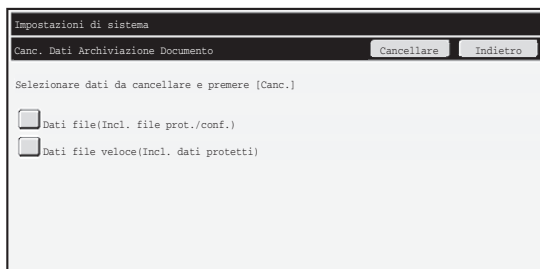 Impostazioni di sistema
Canc. Dati Archiviazione Documento Cancellare Indietro
Selezionare dati da cancellare e premere [Canc.]
Dati file(Incl. file prot./conf.)
Dati file veloce(Incl. dati protetti)